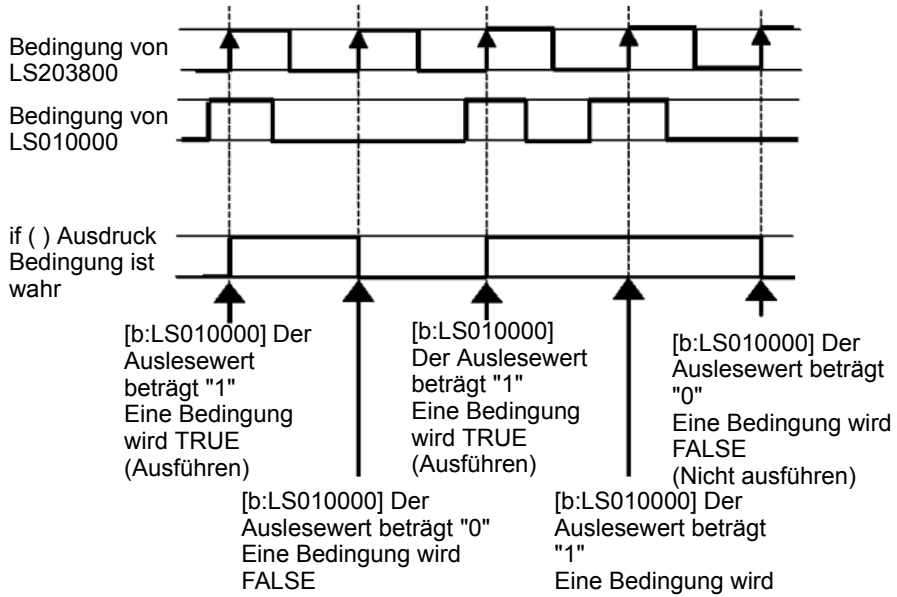 Bedingung von
LS203800
Bedingung von
LS010000
if ( ) Ausdruck
Bedingung ist
wahr
[b:LS010000] Der
Auslesewert
beträgt "1"
Eine Bedingung
wird TRUE
(Ausführen)
[b:LS010000]
Der Auslesewert
beträgt "1"
Eine Bedingung
wird TRUE
(Ausführen)
[b:LS010000] Der
Auslesewert beträgt
"0"
Eine Bedingung wird
FALSE
(Nicht ausführen)
[b:LS010000] Der
Auslesewert beträgt "0"
Eine Bedingung wird
FALSE
[b:LS010000] Der
Auslesewert beträgt
"1"
Eine Bedingung wird